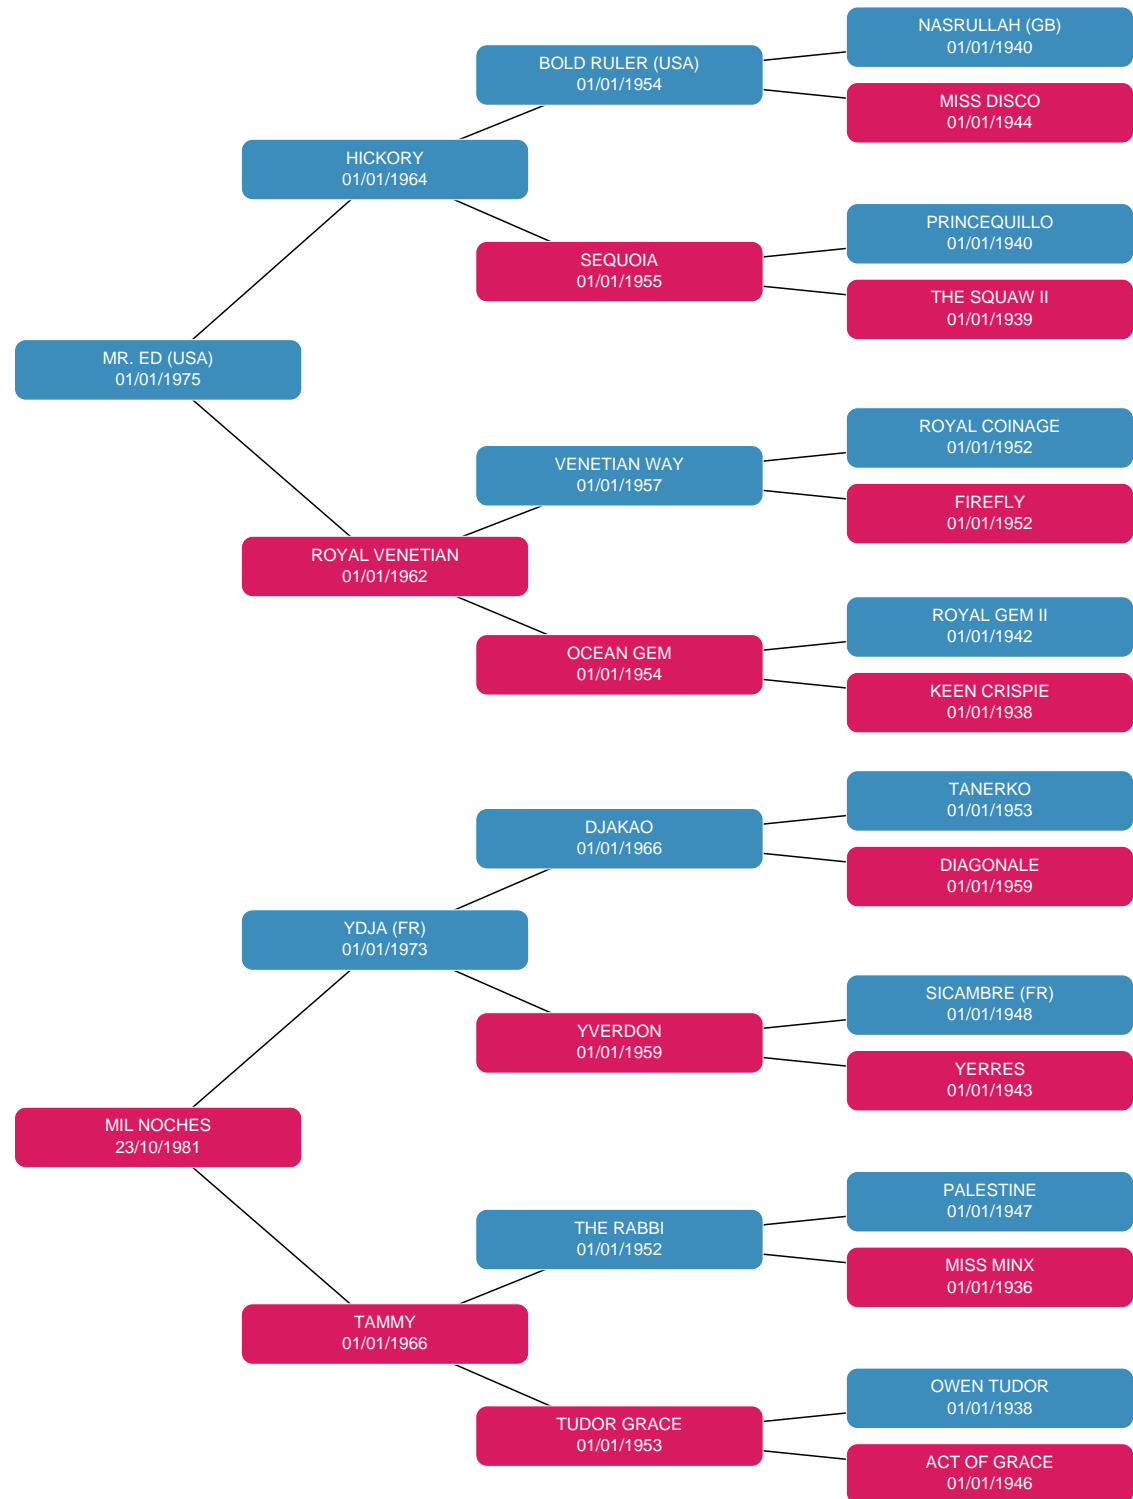 NASRULLAH (GB)
01/01/1940
BOLD RULER (USA)
01/01/1954
MISS DISCO
01/01/1944
HICKORY
01/01/1964
PRINCEQUILLO
01/01/1940
SEQUOIA
01/01/1955
THE SQUAW II
01/01/1939
MR. ED (USA)
01/01/1975
ROYAL COINAGE
01/01/1952
VENETIAN WAY
01/01/1957
FIREFLY
01/01/1952
ROYAL VENETIAN
01/01/1962
ROYAL GEM II
01/01/1942
OCEAN GEM
01/01/1954
KEEN CRISPIE
01/01/1938
TANERKO
01/01/1953
DJAKAO
01/01/1966
DIAGONALE
01/01/1959
YDJA (FR)
01/01/1973
SICAMBRE (FR)
01/01/1948
YVERDON
01/01/1959
YERRES
01/01/1943
MIL NOCHES
23/10/1981
PALESTINE
01/01/1947
THE RABBI
01/01/1952
MISS MINX
01/01/1936
TAMMY
01/01/1966
OWEN TUDOR
01/01/1938
TUDOR GRACE
01/01/1953
ACT OF GRACE
01/01/1946